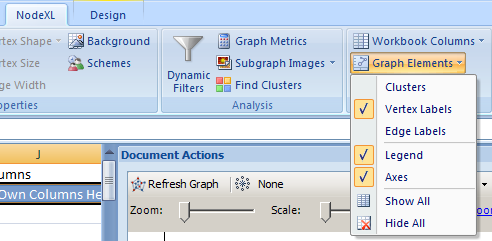 NodeXL Design
rtex Shape Background
rtex Size Schemes
ge Width
operties
Dynamic Filters
Graph Metrics
Subgraph Images
Find Clusters
Analysis
Workbook Columns
Graph Elements
Clusters
Vertex Labels
Edge Labels
Legend
Axes
Show All
Hide All
J
umns
Own Columns He
Document Actions
Refresh Graph None
Zoom: Scale: